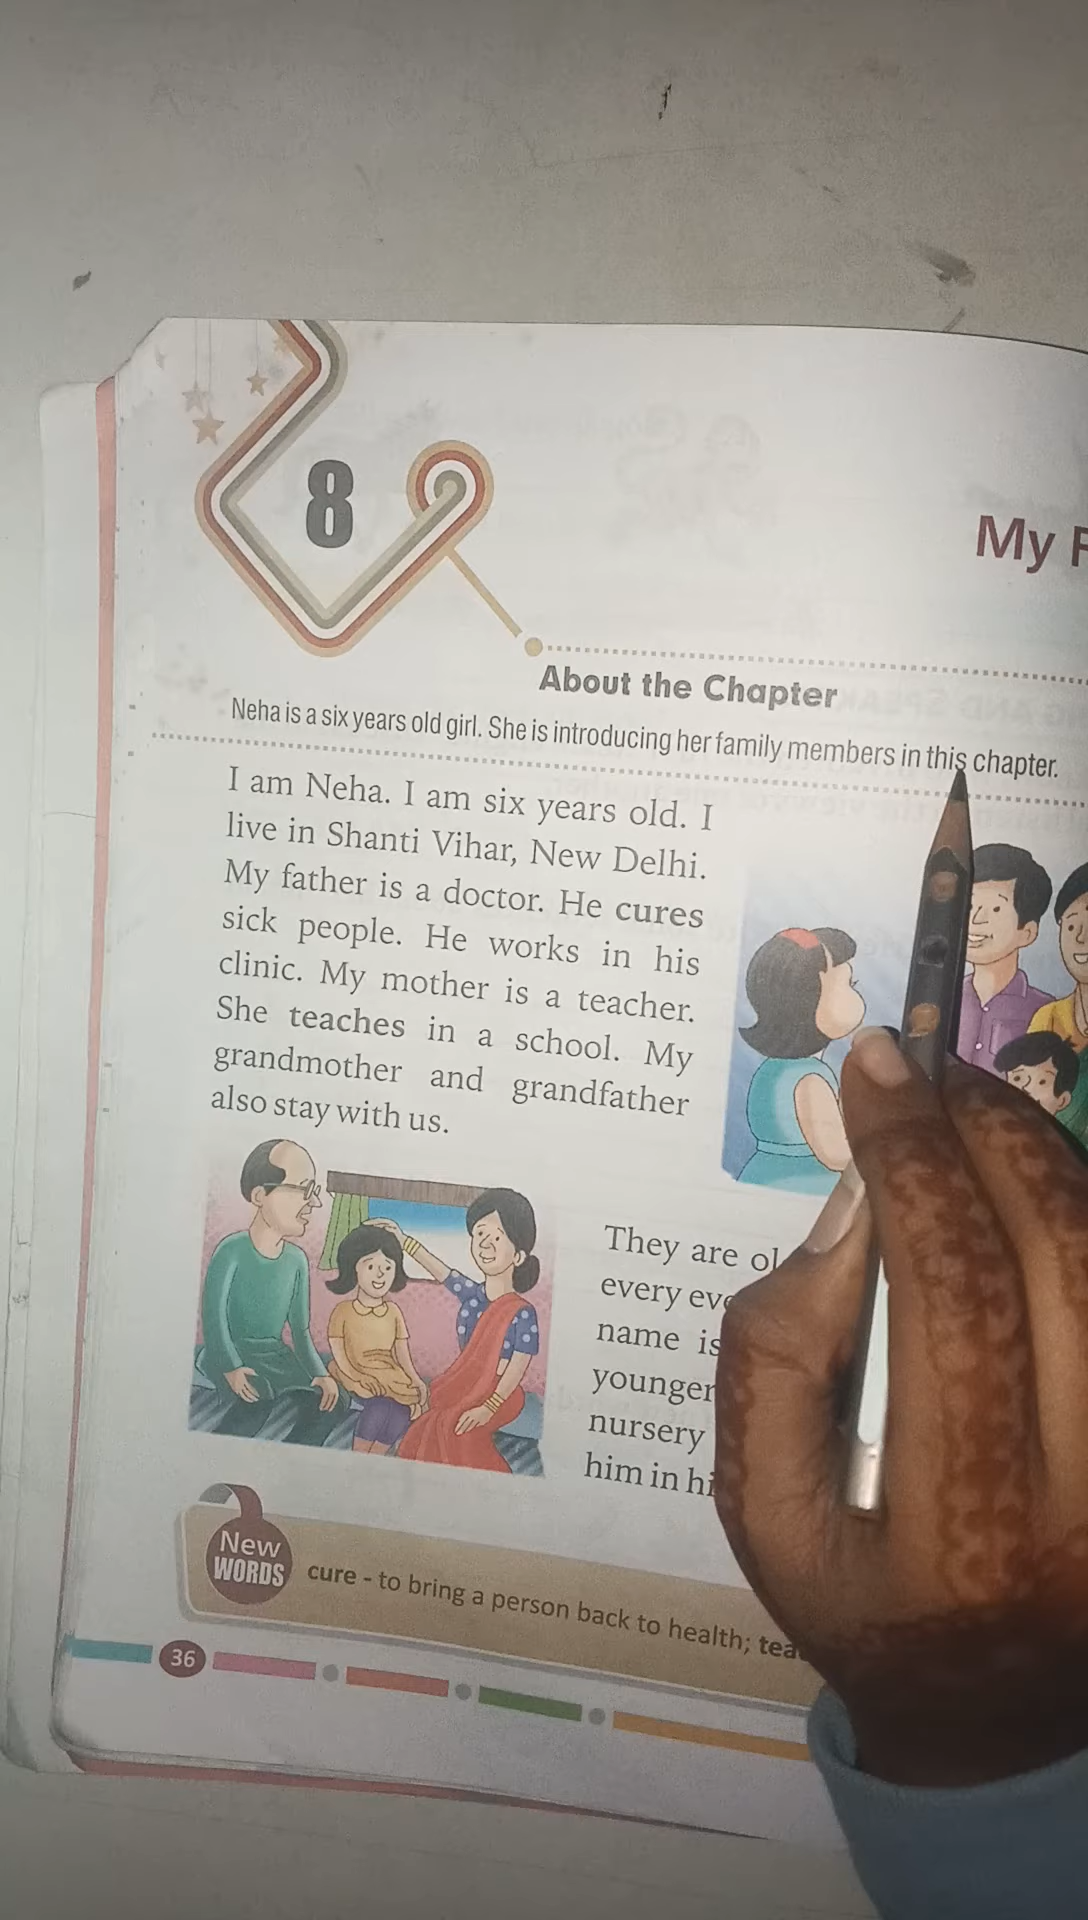 8
My
About the Chapter
Neha is a six years old girl. She is introducing her family members in this chapter.
I am Neha. I am six years old. I
live in Shanti Vihar, New Delhi.
My father is a doctor. He cures
sick people. He works in his
clinic. My mother is a teacher.
She teaches in a school. My
grandmother and grandfather
also stay with us.
They are
every
name is
younger
nursery
him in
New
WORDS
cure - to bring a person back to health;
36